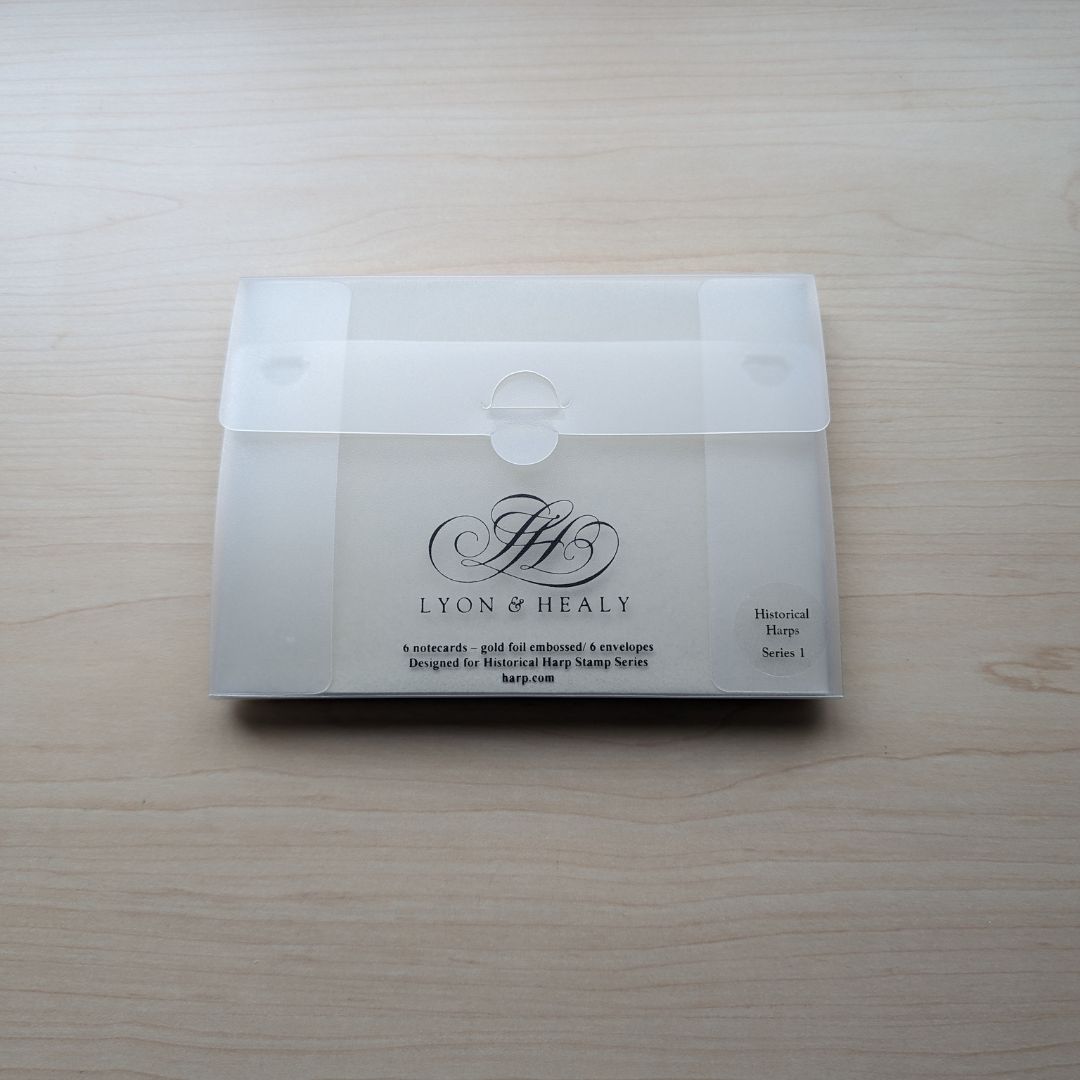 LYON & HEALY
6 notecards – gold foil embossed/ 6 envelopes
Designed for Historical Harp Stamp Series
harp.com
Historical
Harps
Series 1